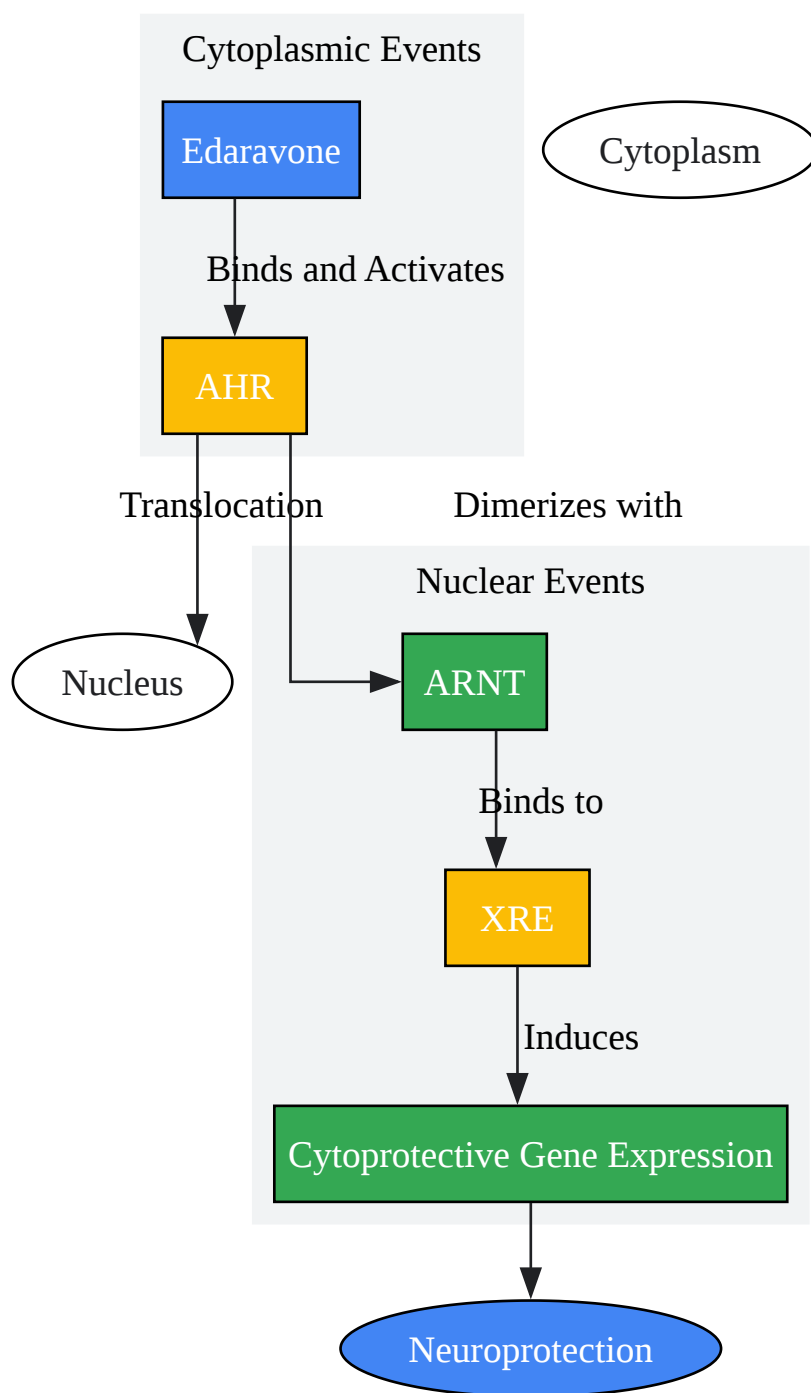 Cytoplasmic Events
Edaravone
Cytoplasm
Binds and Activates
AHR
Translocation
Dimerizes with
Nuclear Events
Nucleus
ARNT
Binds to
XRE
Induces
Cytoprotective Gene Expression
Neuroprotection